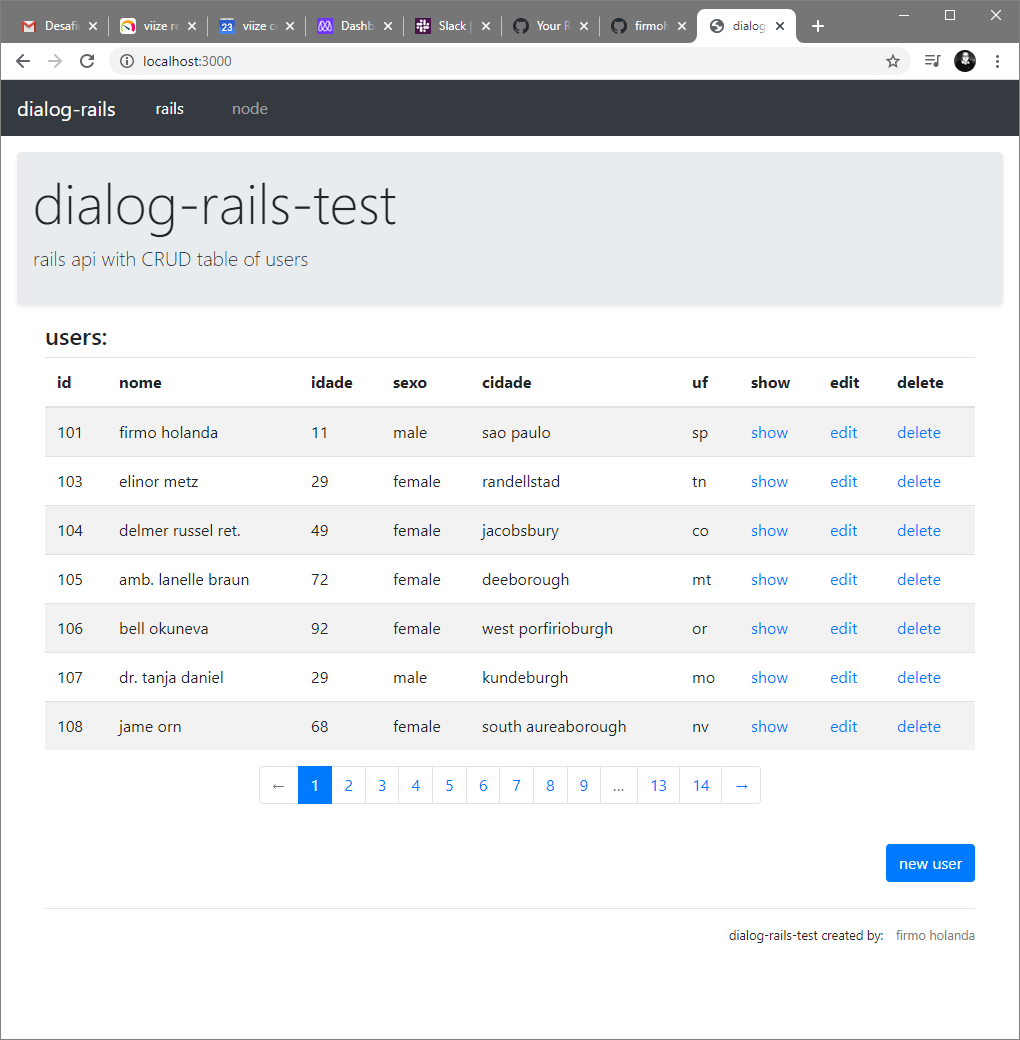 Desafi viize re 23 viize co Dashb Slack | Your R firmoh dialog
localhost:3000
dialog-rails rails node
dialog-rails-test
rails api with CRUD table of users
users:
id nome idade sexo cidade uf show edit delete
101 firmo holanda 11 male sao paulo sp show edit delete
103 elinor metz 29 female randellstad tn show edit delete
104 delmer russel ret. 49 female jacobsbury co show edit delete
105 amb. lanelle braun 72 female deeborough mt show edit delete
106 bell okuneva 92 female west porfirioburgh or show edit delete
107 dr. tanja daniel 29 male kundeburgh mo show edit delete
108 jame orn 68 female south aureaborough nv show edit delete
← 1 2 3 4 5 6 7 8 9 ... 13 14 →
new user
dialog-rails-test created by: firmo holanda